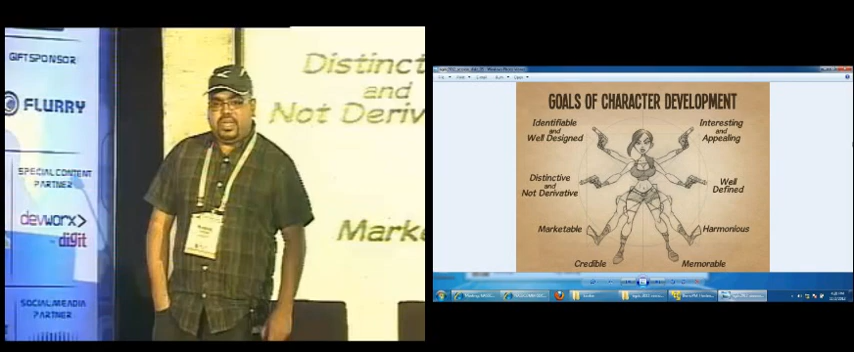 GIFT SPONSOR
FLURRY
SPECIAL CONTENT
PARTNER
devworx>
digit
SOCIAL MEADIA
PARTNER
Distinct
and
Not Deriv
Marke
GOALS OF CHARACTER DEVELOPMENT
Identifiable
and
Well Designed
Interesting
and
Appealing
Distinctive
and
Not Derivative
Well
Defined
Marketable
Harmonious
Credible
Memorable